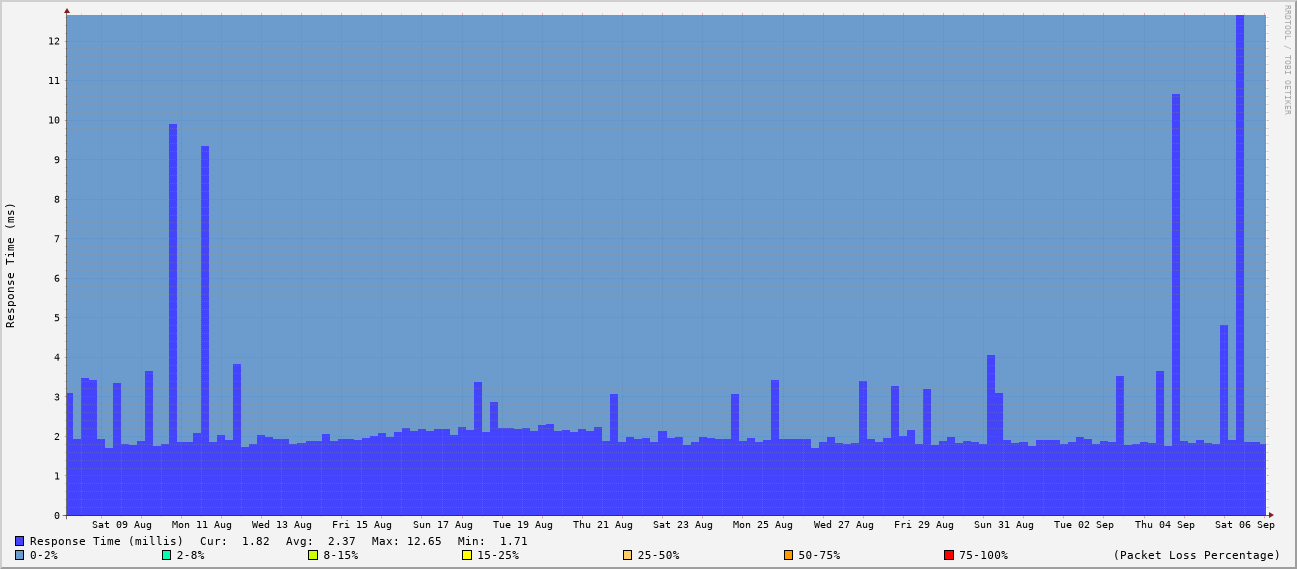 RRDTOOL / TOBI OETIKER
Response Time (ms)
12
11
10
9
8
7
6
5
4
3
2
1
0
Sat 09 Aug Mon 11 Aug Wed 13 Aug Fri 15 Aug Sun 17 Aug Tue 19 Aug Thu 21 Aug Sat 23 Aug Mon 25 Aug Wed 27 Aug Fri 29 Aug Sun 31 Aug Tue 02 Sep Thu 04 Sep Sat 06 Sep
Response Time (millis) Cur: 1.82 Avg: 2.37 Max: 12.65 Min: 1.71
0-2% 2-8% 8-15% 15-25% 25-50% 50-75% 75-100% (Packet Loss Percentage)